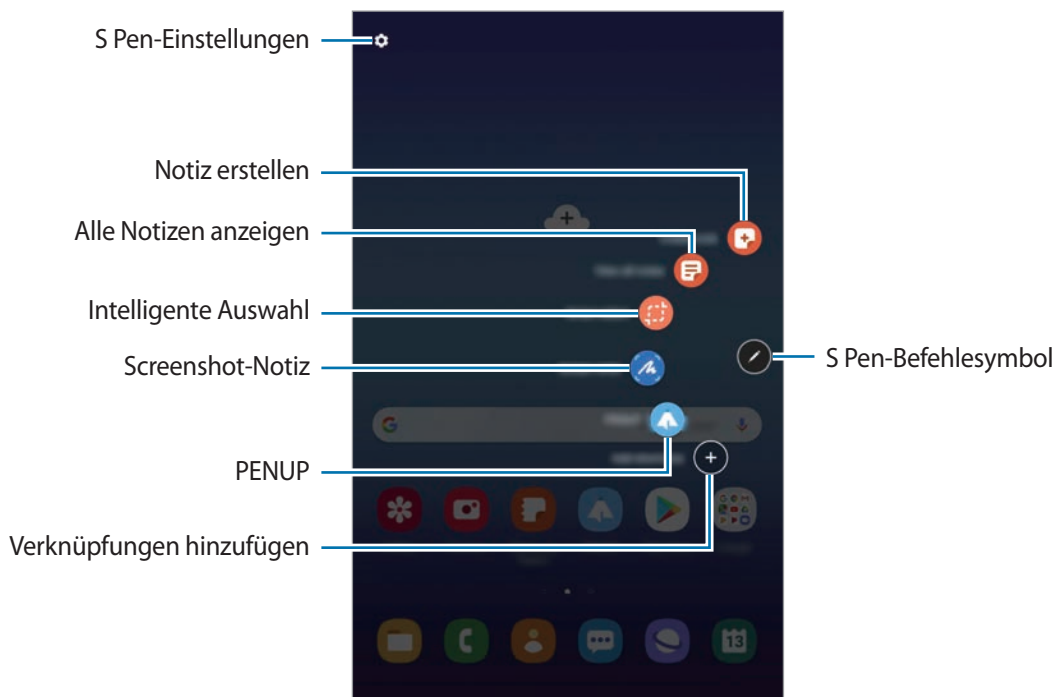 S Pen-Einstellungen
Notiz erstellen
Alle Notizen anzeigen
Intelligente Auswahl
Screenshot-Notiz
S Pen-Befehlesymbol
PENUP
Verknüpfungen hinzufügen
13